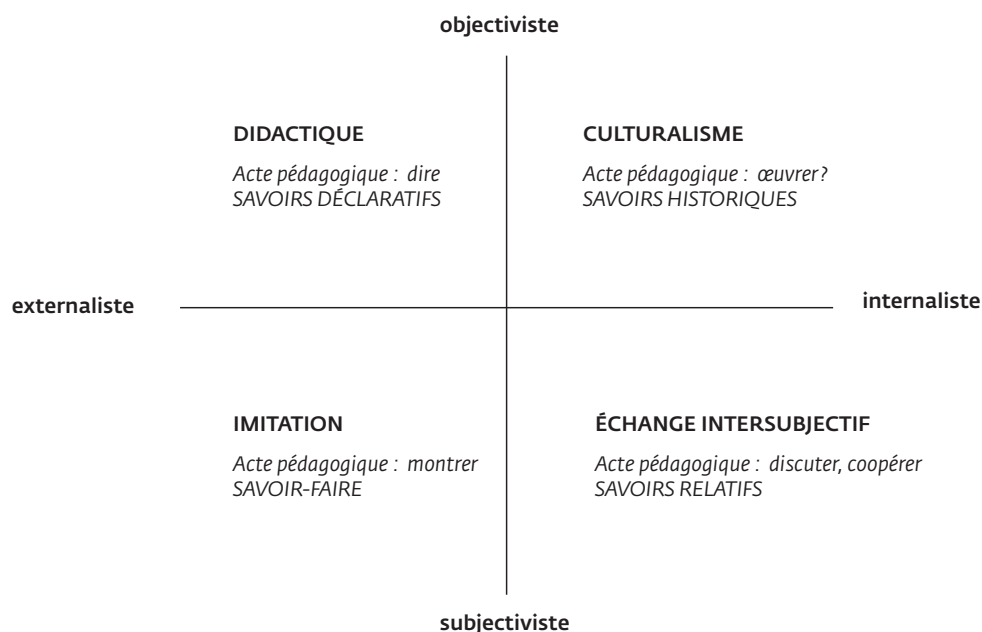 objectiviste
DIDACTIQUE
Acte pédagogique : dire
SAVOIRS DÉCLARATIFS
CULTURALISME
Acte pédagogique : œuvrer?
SAVOIRS HISTORIQUES
externaliste
internaliste
IMITATION
Acte pédagogique : montrer
SAVOIR-FAIRE
ÉCHANGE INTERSUBJECTIF
Acte pédagogique : discuter, coopérer
SAVOIRS RELATIFS
subjectiviste